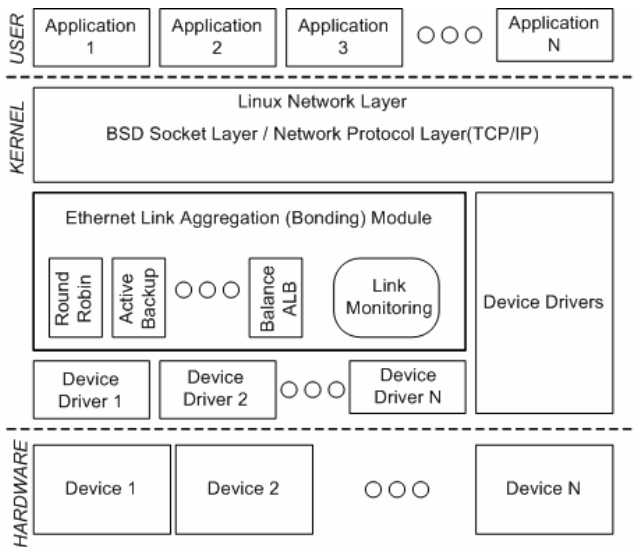 USER
Application
1
Application
2
Application
3
Application
N
KERNEL
Linux Network Layer
BSD Socket Layer / Network Protocol Layer(TCP/IP)
Ethernet Link Aggregation (Bonding) Module
Round
Robin
Active
Backup
Balance
ALB
Link
Monitoring
Device Drivers
Device
Driver 1
Device
Driver 2
Device
Driver N
HARDWARE
Device 1
Device 2
Device N